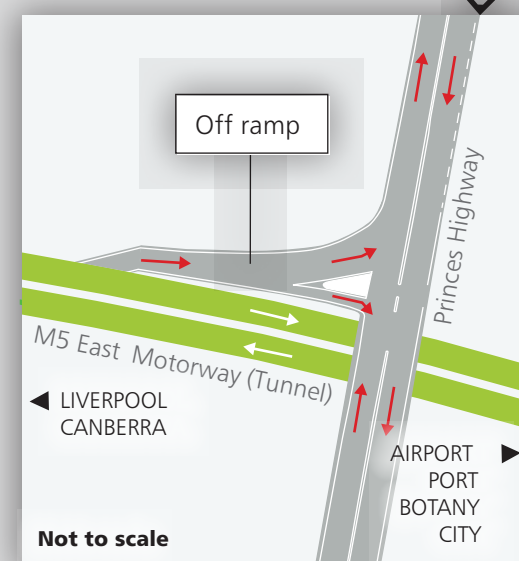 Off ramp
Princes Highway
M5 East Motorway (Tunnel)
LIVERPOOL
CANBERRA
AIRPORT
PORT
BOTANY
CITY
Not to scale